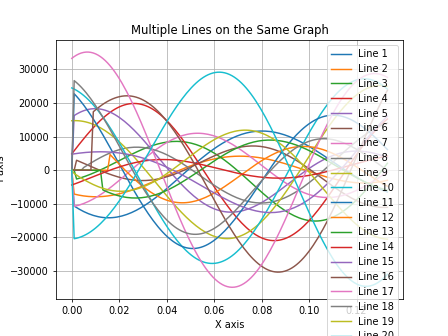 Multiple Lines on the Same Graph
30000
20000
10000
0
−10000
−20000
−30000
0.00 0.02 0.04 0.06 0.08 0.10
X axis
Line 1
Line 2
Line 3
Line 4
Line 5
Line 6
Line 7
Line 8
Line 9
Line 10
Line 11
Line 12
Line 13
Line 14
Line 15
Line 16
Line 17
Line 18
Line 19
Line 20